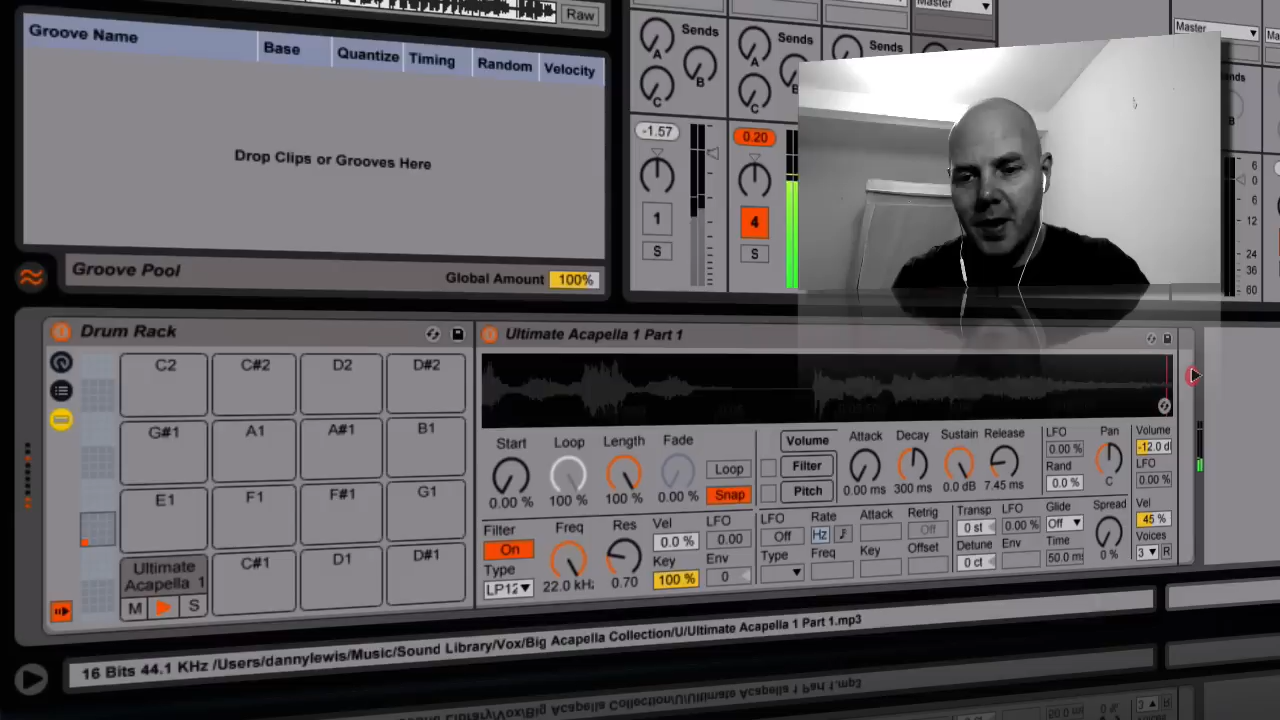 Raw
Master
Master
Groove Name Base Quantize Timing Random Velocity
Drop Clips or Grooves Here
Groove Pool Global Amount 100%
Sends Sends Sends
A A
B B
C C
-1.57 0.20
1 4
S S
6
0
6
12
24
36
60
Drum Rack
C2 C#2 D2 D#2
G#1 A1 A#1 B1
E1 F1 F#1 G1
Ultimate
Acapella 1 C#1 D1 D#1
M S
Ultimate Acapella 1 Part 1
Start Loop Length Fade
0.00 % 100 % 100 % 0.00 %
Loop
Snap
Filter Freq Res Vel LFO
On 0.0 % 0.00
Type Key Env
LP12 22.0 kHz 0.70 100 % 0
Volume Attack Decay Sustain Release
Filter
Pitch 0.00 ms 300 ms 0.0 dB 7.45 ms
LFO Pan Volume
0.00 % -12.0 d
Rand LFO
0.0 % C 0.00 %
LFO Rate Attack Retrig Transp LFO Glide Spread Vel
Off Hz Off 0 st 0.00 % Off 45 %
Type Freq Key Offset Detune Env Time Voices
0 ct 50.0 ms 0 % 3 R
16 Bits 44.1 KHz /Users/dannylewis/Music/Sound Library/Vox/Big Acapella Collection/U/Ultimate Acapella 1 Part 1.mp3